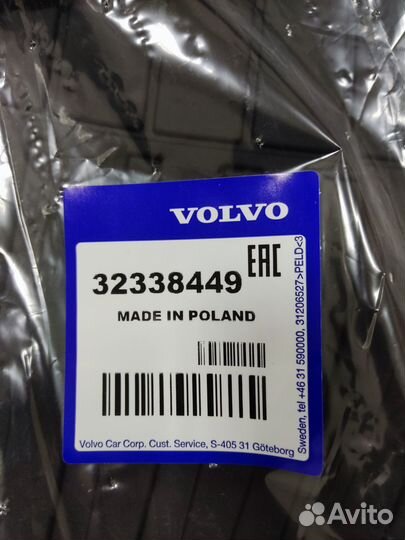 VOLVO
32338449
EAC
MADE IN POLAND
Volvo Car Corp. Cust. Service, S-405 31 Göteborg
Sweden, tel +46 31 590000, 31206527>PELD<3
Avito